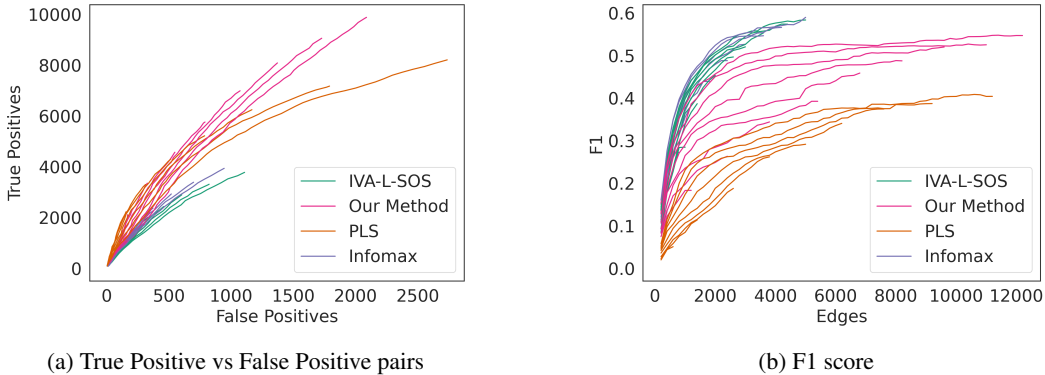 10000
8000
6000
4000
2000
0
True Positives
0 500 1000 1500 2000 2500
False Positives
IVA-L-SOS
Our Method
PLS
Infomax
(a) True Positive vs False Positive pairs
0.6
0.5
0.4
0.3
0.2
0.1
0.0
F1
0 2000 4000 6000 8000 10000 12000
Edges
IVA-L-SOS
Our Method
PLS
Infomax
(b) F1 score